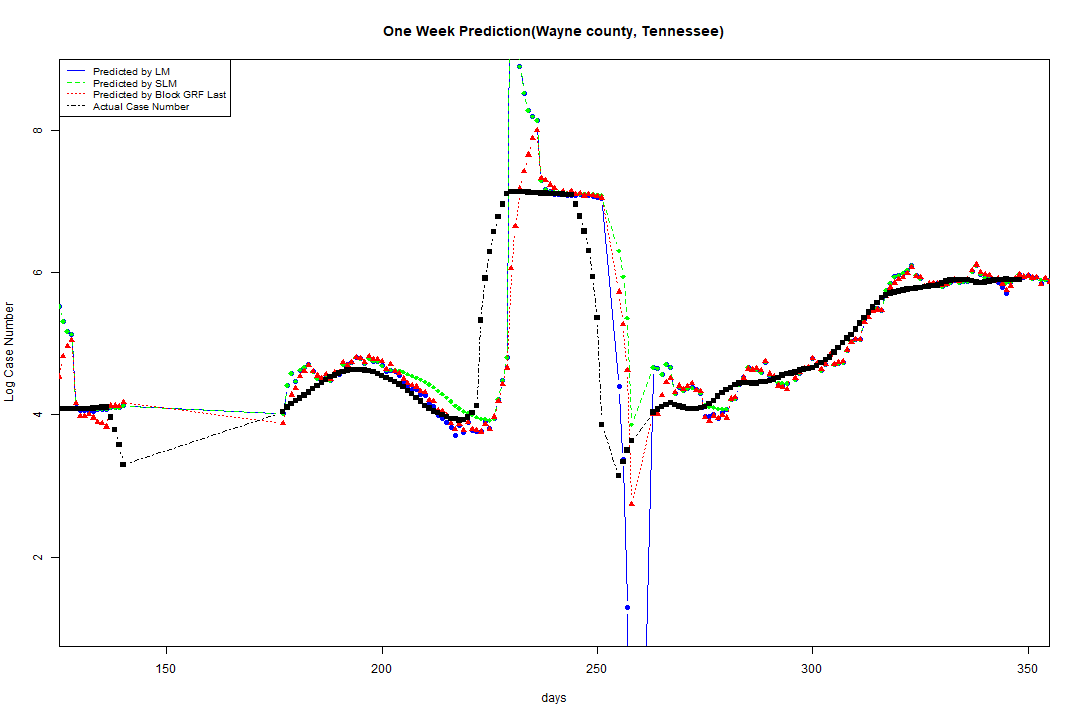 One Week Prediction(Wayne county, Tennessee)
Predicted by LM
Predicted by SLM
Predicted by Block GRF Last
Actual Case Number
8
6
4
2
Log Case Number
150
200
250
300
350
days